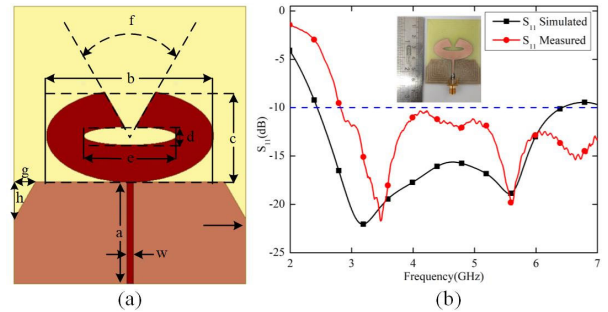 f
b
d
c
e
g
h
a
w
(a)
S11 Simulated
S11 Measured
S11(dB)
-5
-10
-15
-20
-25
2
3
4
5
6
7
Frequency(GHz)
(b)